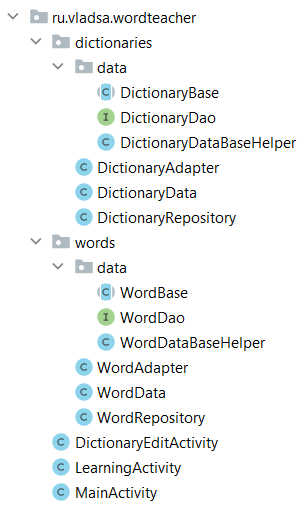 ru.vladsa.wordteacher
dictionaries
data
DictionaryBase
DictionaryDao
DictionaryDataBaseHelper
DictionaryAdapter
DictionaryData
DictionaryRepository
words
data
WordBase
WordDao
WordDataBaseHelper
WordAdapter
WordData
WordRepository
DictionaryEditActivity
LearningActivity
MainActivity